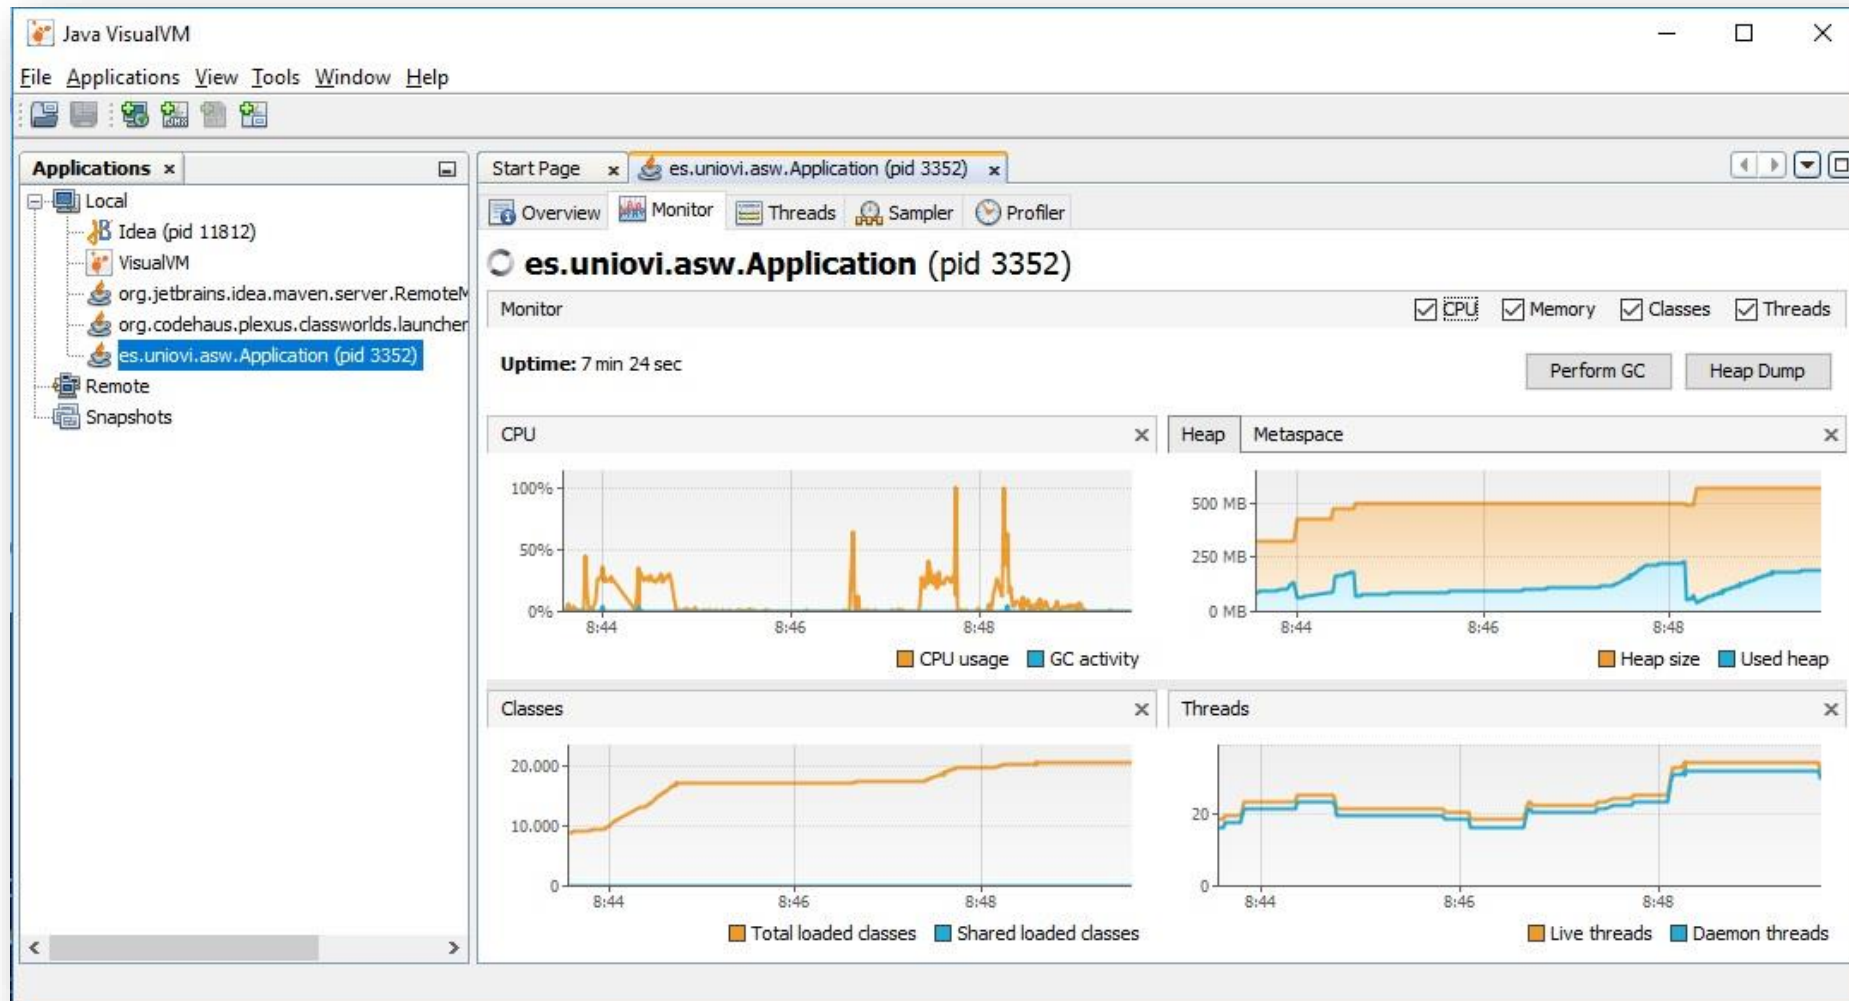 Java VisualVM
File Applications View Tools Window Help
Applications
Local
Idea (pid 11812)
VisualVM
org.jetbrains.idea.maven.server.RemoteM
org.codehaus.plexus.classworlds.launcher
es.uniovi.asw.Application (pid 3352)
Remote
Snapshots
Start Page es.uniovi.asw.Application (pid 3352)
Overview Monitor Threads Sampler Profiler
es.uniovi.asw.Application (pid 3352)
Monitor CPU Memory Classes Threads
Uptime: 7 min 24 sec Perform GC Heap Dump
CPU
100%
50%
0%
8:44 8:46 8:48
CPU usage GC activity
Heap Metaspace
500 MB
250 MB
0 MB
8:44 8:46 8:48
Heap size Used heap
Classes
20.000
10.000
0
8:44 8:46 8:48
Total loaded classes Shared loaded classes
Threads
20
0
8:44 8:46 8:48
Live threads Daemon threads